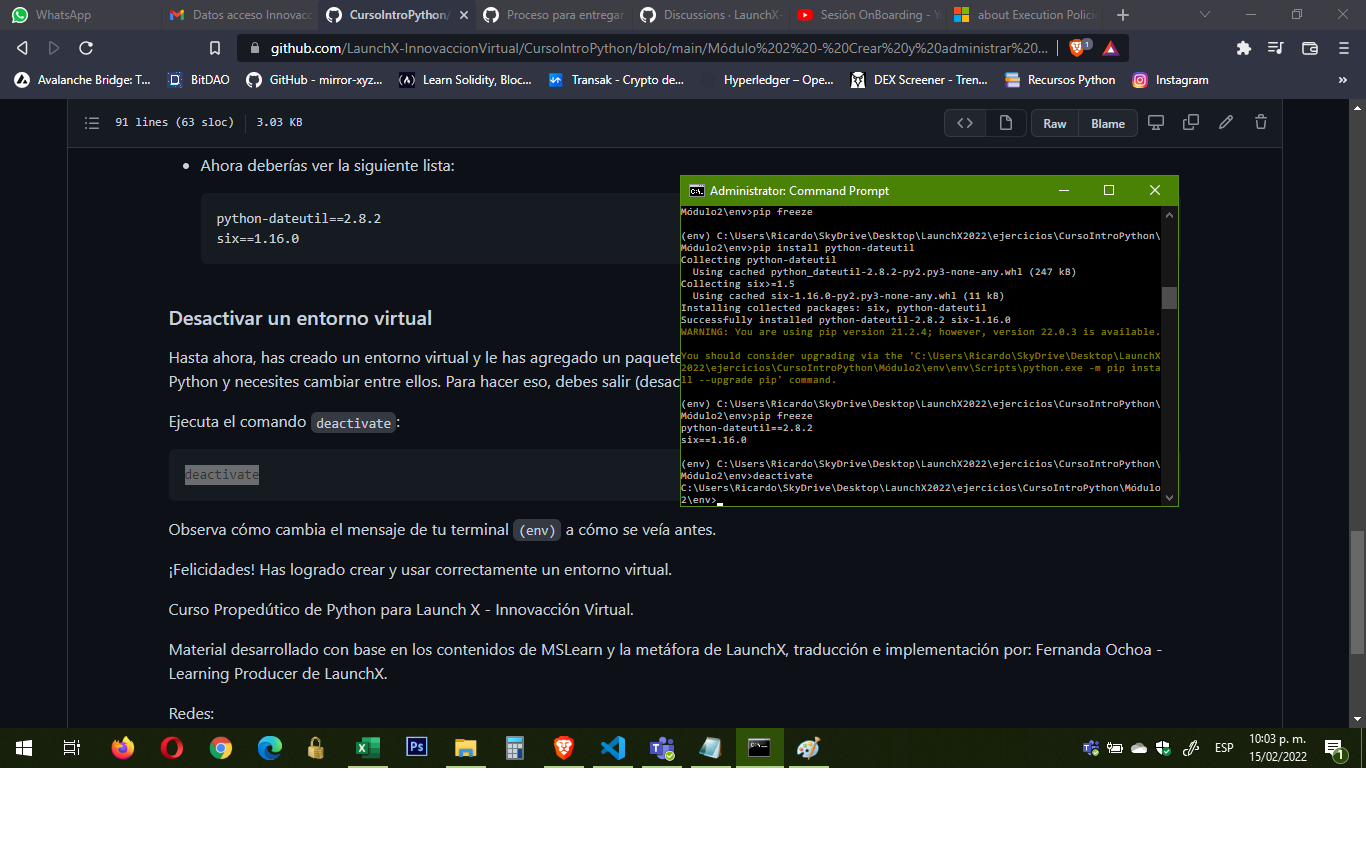 WhatsApp
Datos acceso Innovacc
CursoIntroPython/
Proceso para entregar
Discussions · LaunchX-
Sesión OnBoarding - Y
about Execution Policie
github.com/LaunchX-InnovaccionVirtual/CursoIntroPython/blob/main/Módulo%202%20-%20Crear%20y%20administrar%20...
1
Avalanche Bridge: T...
BitDAO
GitHub - mirror-xyz...
Learn Solidity, Bloc...
Transak - Crypto de...
Hyperledger – Ope...
DEX Screener - Tren...
Recursos Python
Instagram
»
91 lines (63 sloc)
3.03 KB
<>
Raw
Blame
Ahora deberías ver la siguiente lista:
python-dateutil==2.8.2
six==1.16.0
Desactivar un entorno virtual
Hasta ahora, has creado un entorno virtual y le has agregado un paquete
Python y necesites cambiar entre ellos. Para hacer eso, debes salir (desac
Ejecuta el comando deactivate:
deactivate
Observa cómo cambia el mensaje de tu terminal (env) a cómo se veía antes.
¡Felicidades! Has logrado crear y usar correctamente un entorno virtual.
Curso Propedútico de Python para Launch X - Innovacción Virtual.
Material desarrollado con base en los contenidos de MSLearn y la metáfora de LaunchX, traducción e implementación por: Fernanda Ochoa -
Learning Producer de LaunchX.
Redes:
Administrator: Command Prompt
Módulo2\env>pip freeze
(env) C:\Users\Ricardo\SkyDrive\Desktop\LaunchX2022\ejercicios\CursoIntroPython\
Módulo2\env>pip install python-dateutil
Collecting python-dateutil
Using cached python_dateutil-2.8.2-py2.py3-none-any.whl (247 kB)
Collecting six>=1.5
Using cached six-1.16.0-py2.py3-none-any.whl (11 kB)
Installing collected packages: six, python-dateutil
Successfully installed python-dateutil-2.8.2 six-1.16.0
WARNING: You are using pip version 21.2.4; however, version 22.0.3 is available.
You should consider upgrading via the 'C:\Users\Ricardo\SkyDrive\Desktop\LaunchX
2022\ejercicios\CursoIntroPython\Módulo2\env\env\Scripts\python.exe -m pip insta
ll --upgrade pip' command.
(env) C:\Users\Ricardo\SkyDrive\Desktop\LaunchX2022\ejercicios\CursoIntroPython\
Módulo2\env>pip freeze
python-dateutil==2.8.2
six==1.16.0
(env) C:\Users\Ricardo\SkyDrive\Desktop\LaunchX2022\ejercicios\CursoIntroPython\
Módulo2\env>deactivate
C:\Users\Ricardo\SkyDrive\Desktop\LaunchX2022\ejercicios\CursoIntroPython\Módulo
2\env>
Ps
ESP
10:03 p. m.
15/02/2022
1